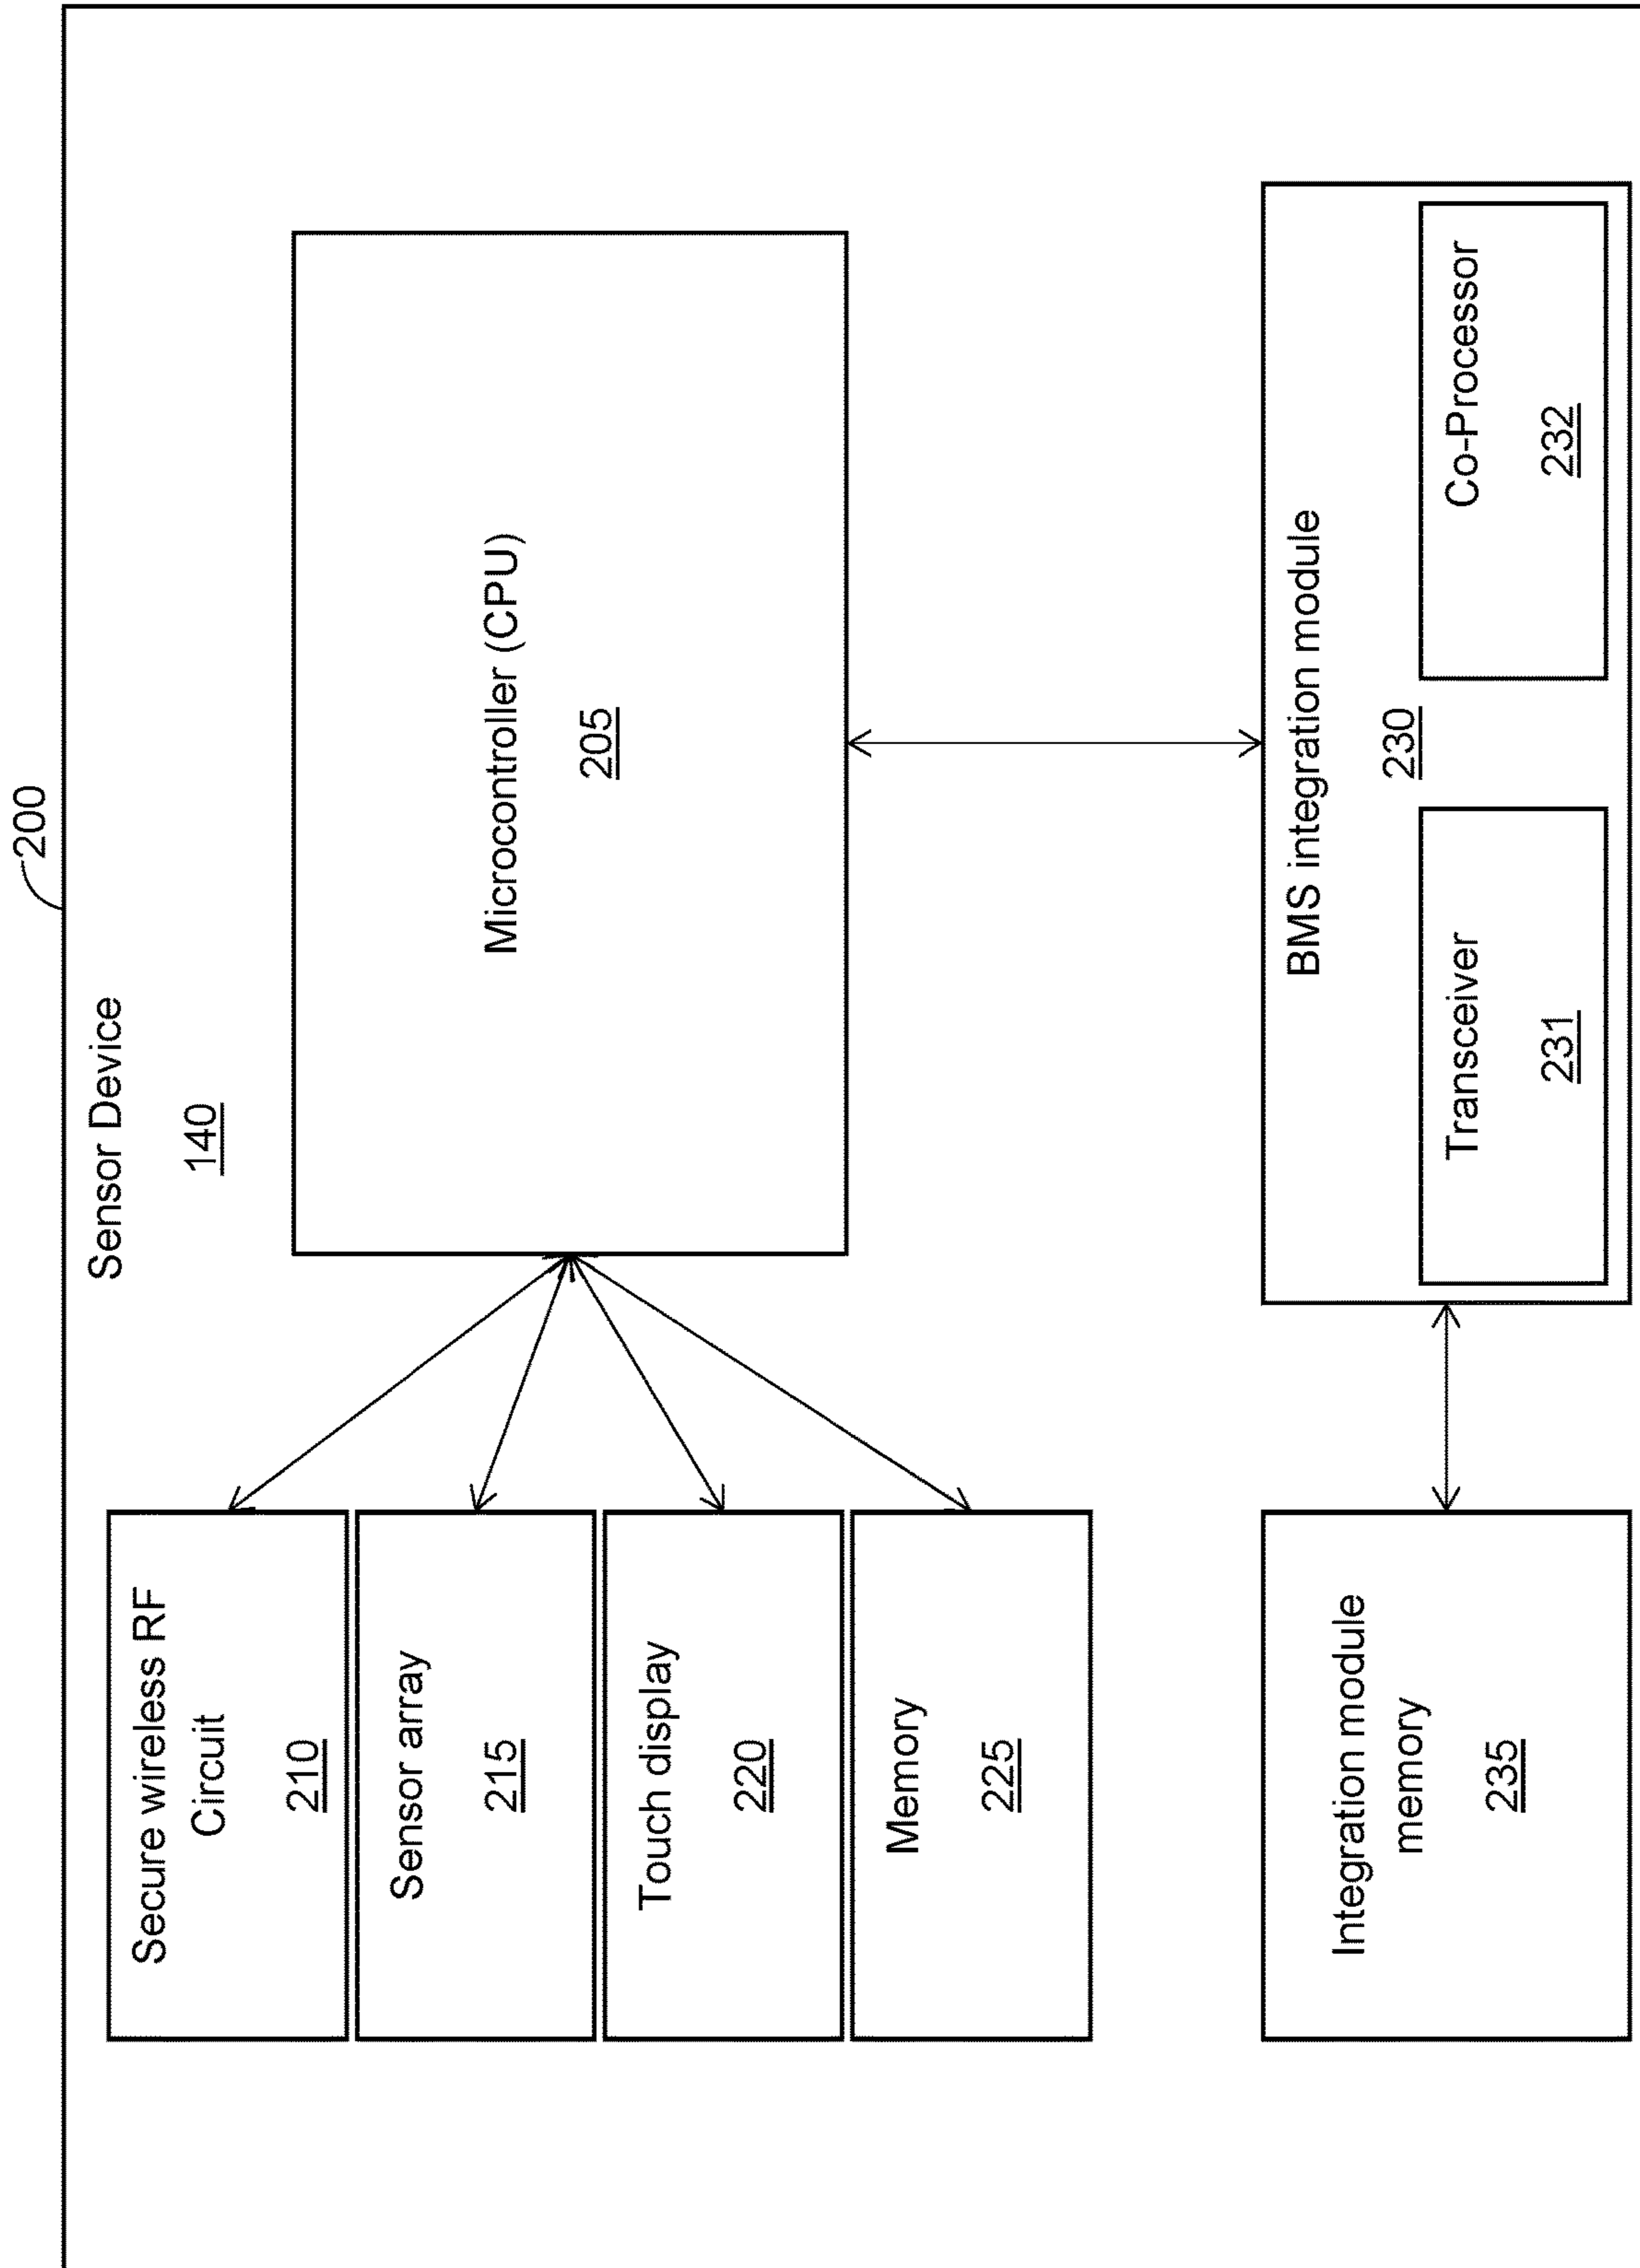 200
Sensor Device
140
Secure wireless RF
Circuit
210
Sensor array
215
Touch display
220
Memory
225
Microcontroller (CPU)
205
Integration module
memory
235
BMS integration module
230
Transceiver
231
Co-Processor
232